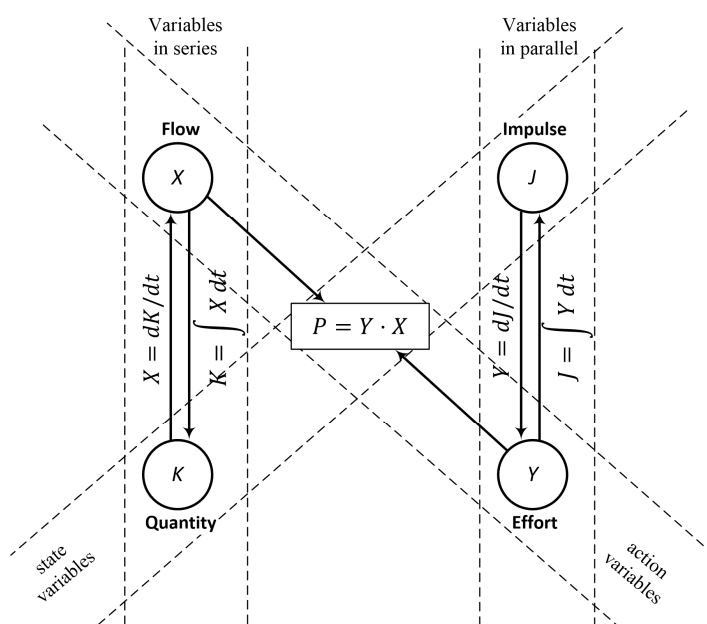 Variables
in series
Variables
in parallel
Flow
Impulse
X
J
X = dK/dt
K = ∫ X dt
P = Y · X
Y = dJ/dt
J = ∫ Y dt
K
Y
Quantity
Effort
state
variables
action
variables